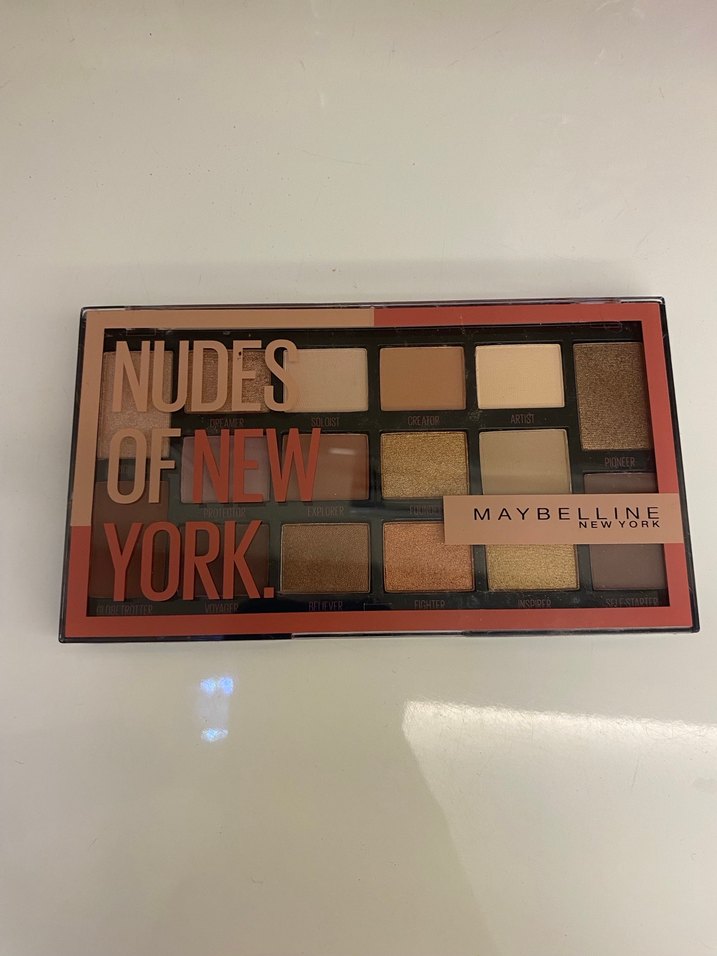 NUDES
OF NEW
YORK.
MAYBELLINE
NEW YORK
DREAMER
SOLOIST
CREATOR
ARTIST
PIONEER
PROTECTOR
EXPLORER
GLOBETROTTER
VOYAGER
BELIEVER
FIGHTER
INSPIRER
SELF-STARTER